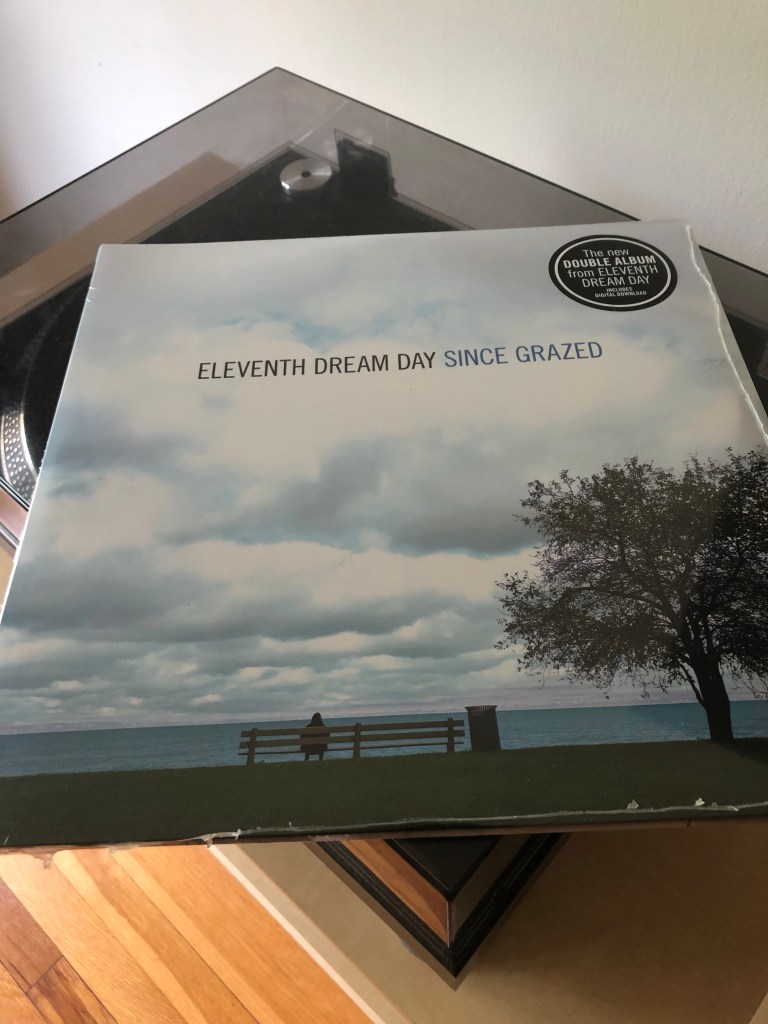 The new
DOUBLE ALBUM
from ELEVENTH
DREAM DAY
INCLUDES
DIGITAL DOWNLOAD
ELEVENTH DREAM DAY SINCE GRAZED